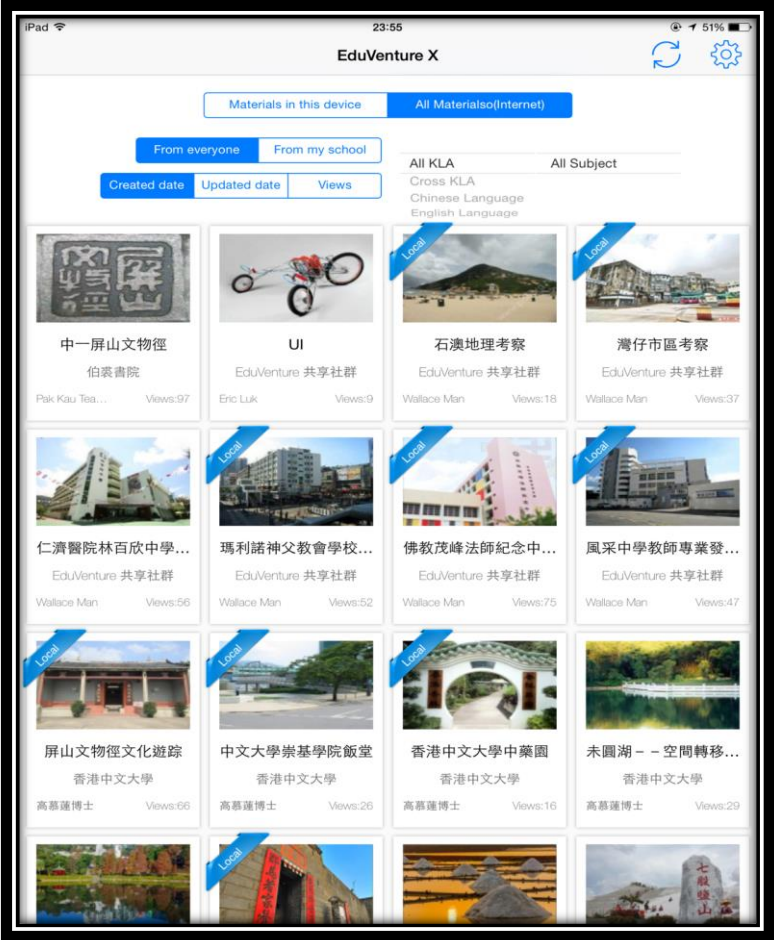 iPad 23:55 51%
EduVenture X
Materials in this device All Materialso(Internet)
From everyone From my school
Created date Updated date Views
All KLA All Subject
Cross KLA
Chinese Language
English Language
Local Local
中一屏山文物徑 UI 石澳地理考察 灣仔市區考察
伯裘書院 EduVenture 共享社群 EduVenture 共享社群 EduVenture 共享社群
Pak Kau Tea... Views:97 Eric Luk Views:9 Wallace Man Views:18 Wallace Man Views:37
Local Local Local
仁濟醫院林百欣中學... 瑪利諾神父教會學校... 佛教茂峰法師紀念中... 風采中學教師專業發...
EduVenture 共享社群 EduVenture 共享社群 EduVenture 共享社群 EduVenture 共享社群
Wallace Man Views:56 Wallace Man Views:52 Wallace Man Views:75 Wallace Man Views:47
Local Local Local
屏山文物徑文化遊踪 中文大學崇基學院飯堂 香港中文大學中藥園 未圓湖－－空間轉移...
香港中文大學 香港中文大學 香港中文大學 香港中文大學
高慕蓮博士 Views:66 高慕蓮博士 Views:26 高慕蓮博士 Views:16 高慕蓮博士 Views:29
Local
七股鹽山